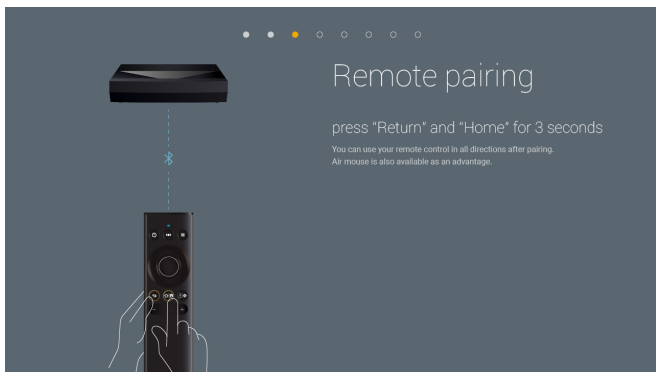 Remote pairing
press "Return" and "Home" for 3 seconds
You can use your remote control in all directions after pairing.
Air mouse is also available as an advantage.